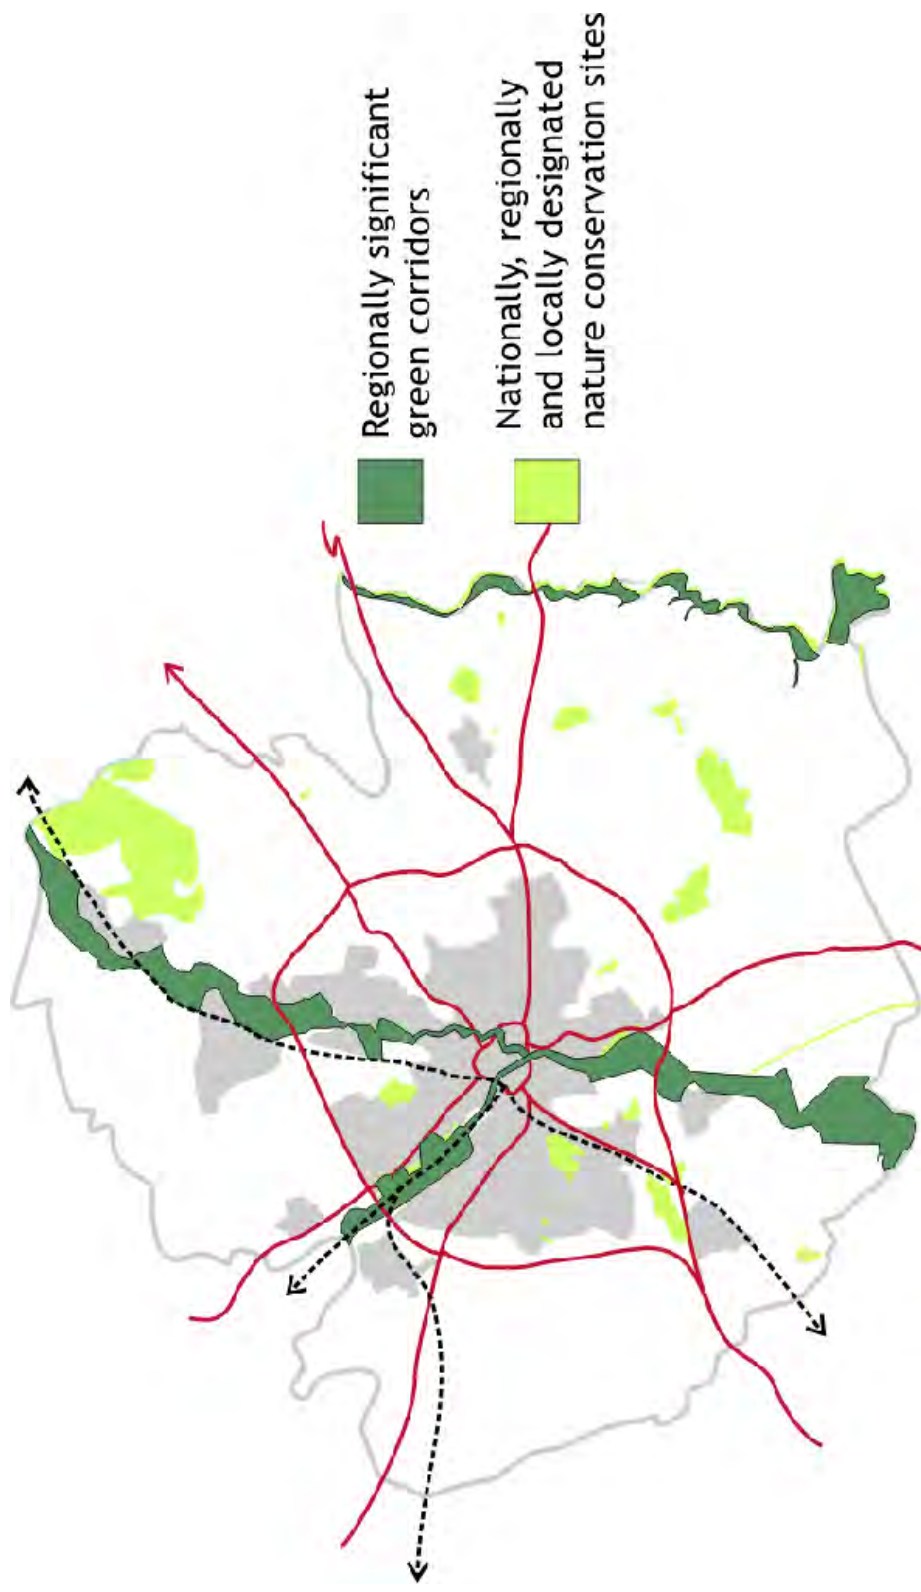 Regionally significant
green corridors
Nationally, regionally
and locally designated
nature conservation sites